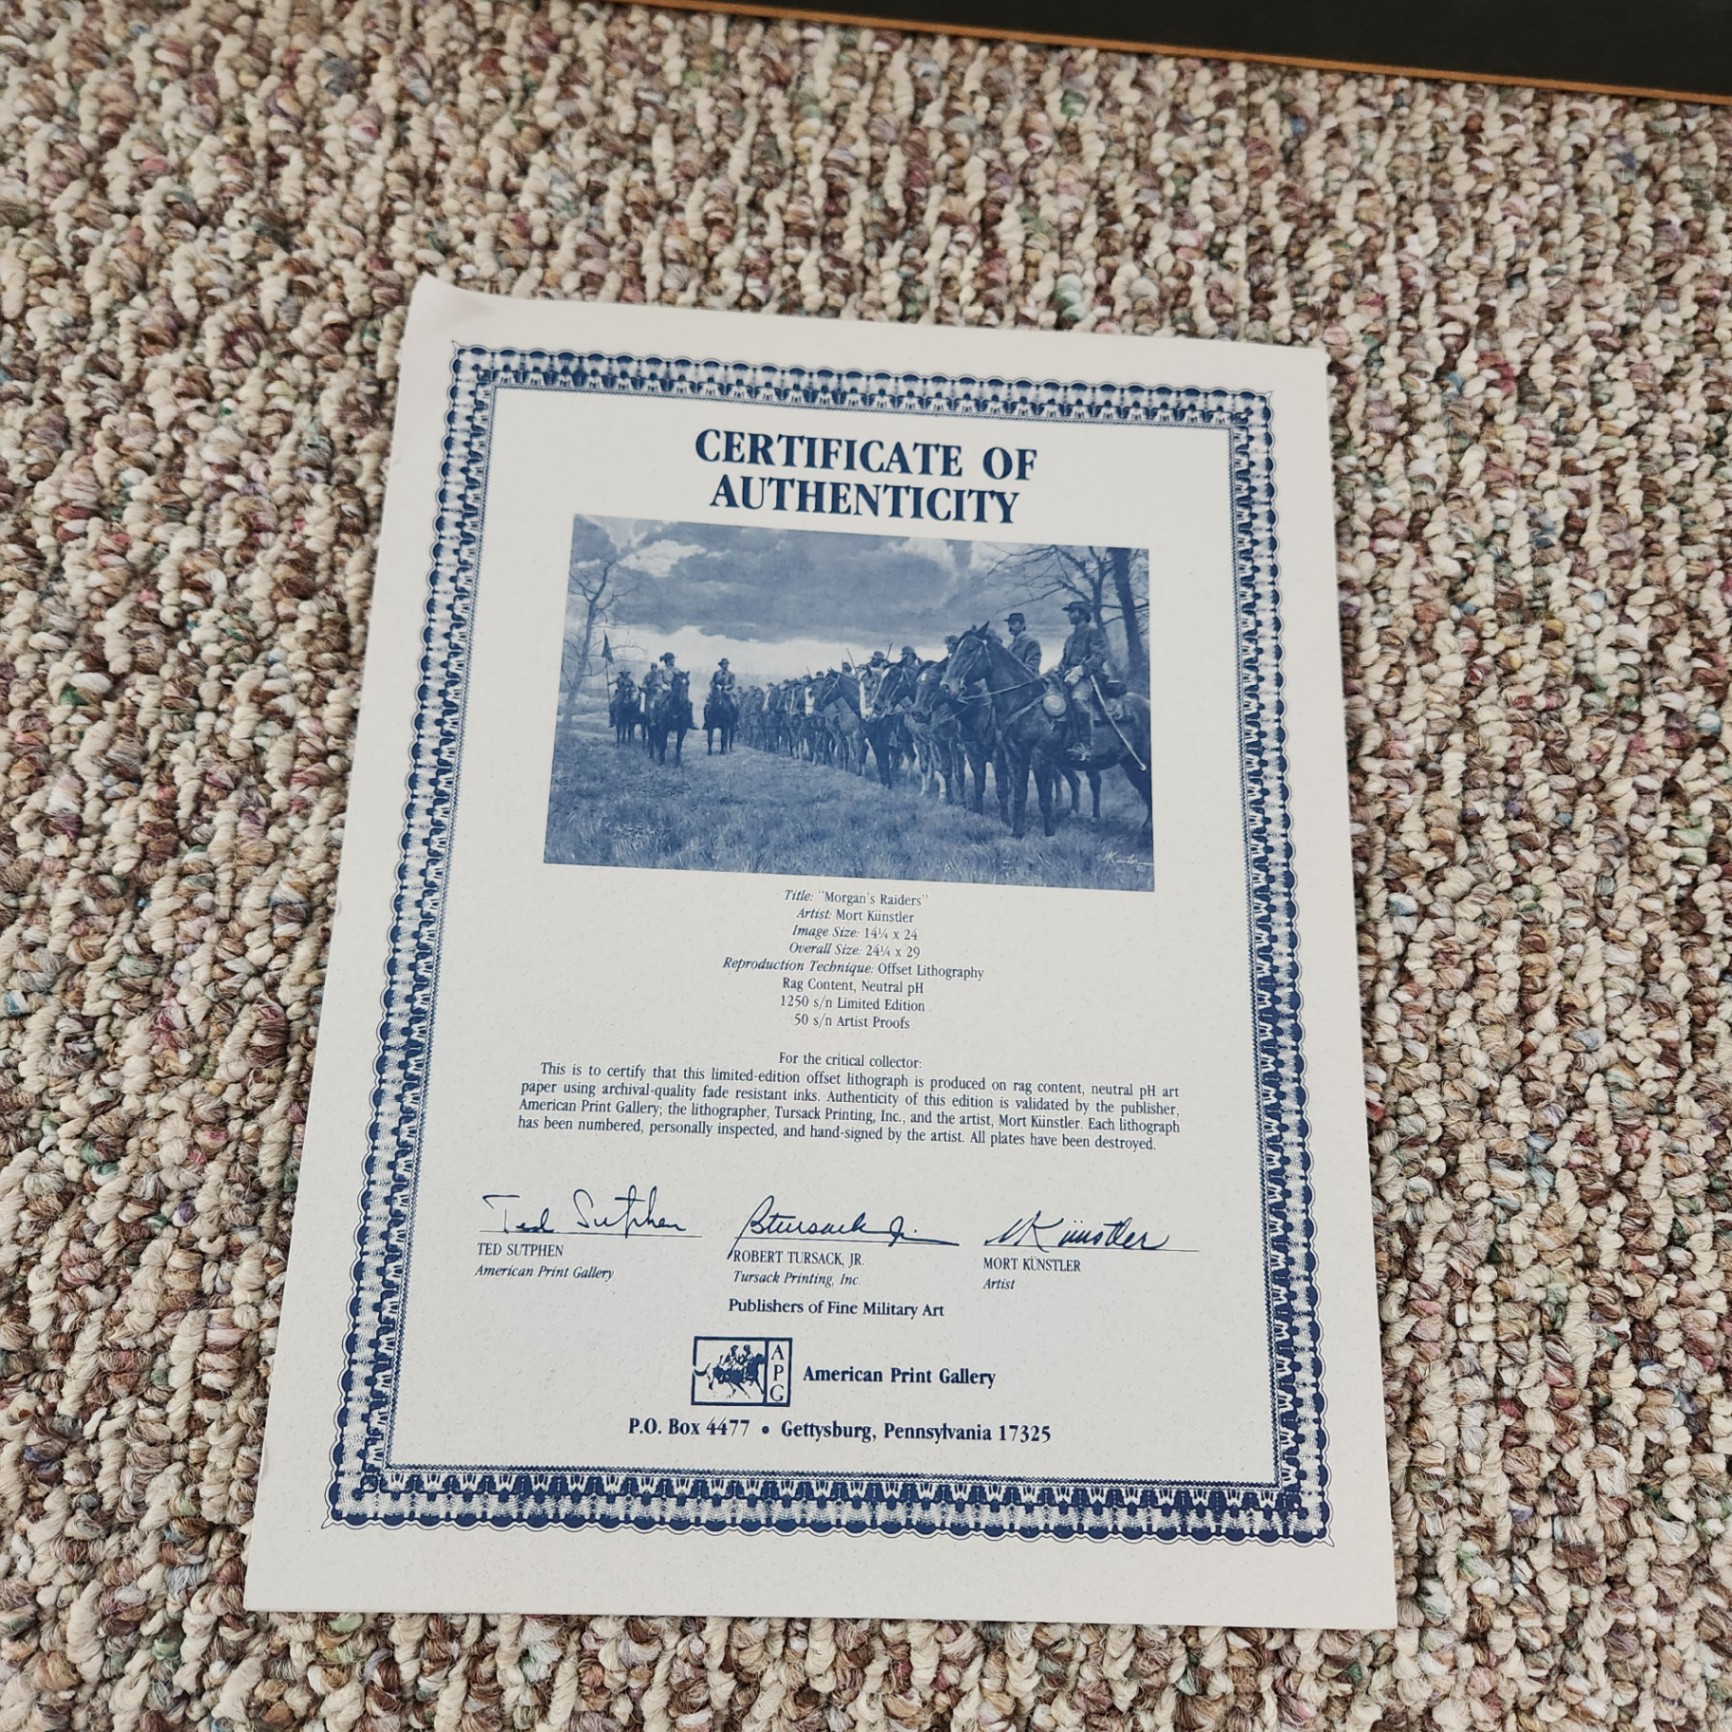 CERTIFICATE OF
AUTHENTICITY
Künstler
Title: "Morgan's Raiders"
Artist: Mort Künstler
Image Size: 14¼ x 24
Overall Size: 24¼ x 29
Reproduction Technique: Offset Lithography
Rag Content, Neutral pH
1250 s/n Limited Edition
50 s/n Artist Proofs
For the critical collector:
This is to certify that this limited-edition offset lithograph is produced on rag content, neutral pH art
paper using archival-quality fade resistant inks. Authenticity of this edition is validated by the publisher,
American Print Gallery; the lithographer, Tursack Printing, Inc., and the artist, Mort Künstler. Each lithograph
has been numbered, personally inspected, and hand-signed by the artist. All plates have been destroyed.
Ted Sutphen RTursack Jr. MKünstler
TED SUTPHEN ROBERT TURSACK, JR. MORT KÜNSTLER
American Print Gallery Tursack Printing, Inc. Artist
Publishers of Fine Military Art
APG American Print Gallery
P.O. Box 4477 • Gettysburg, Pennsylvania 17325